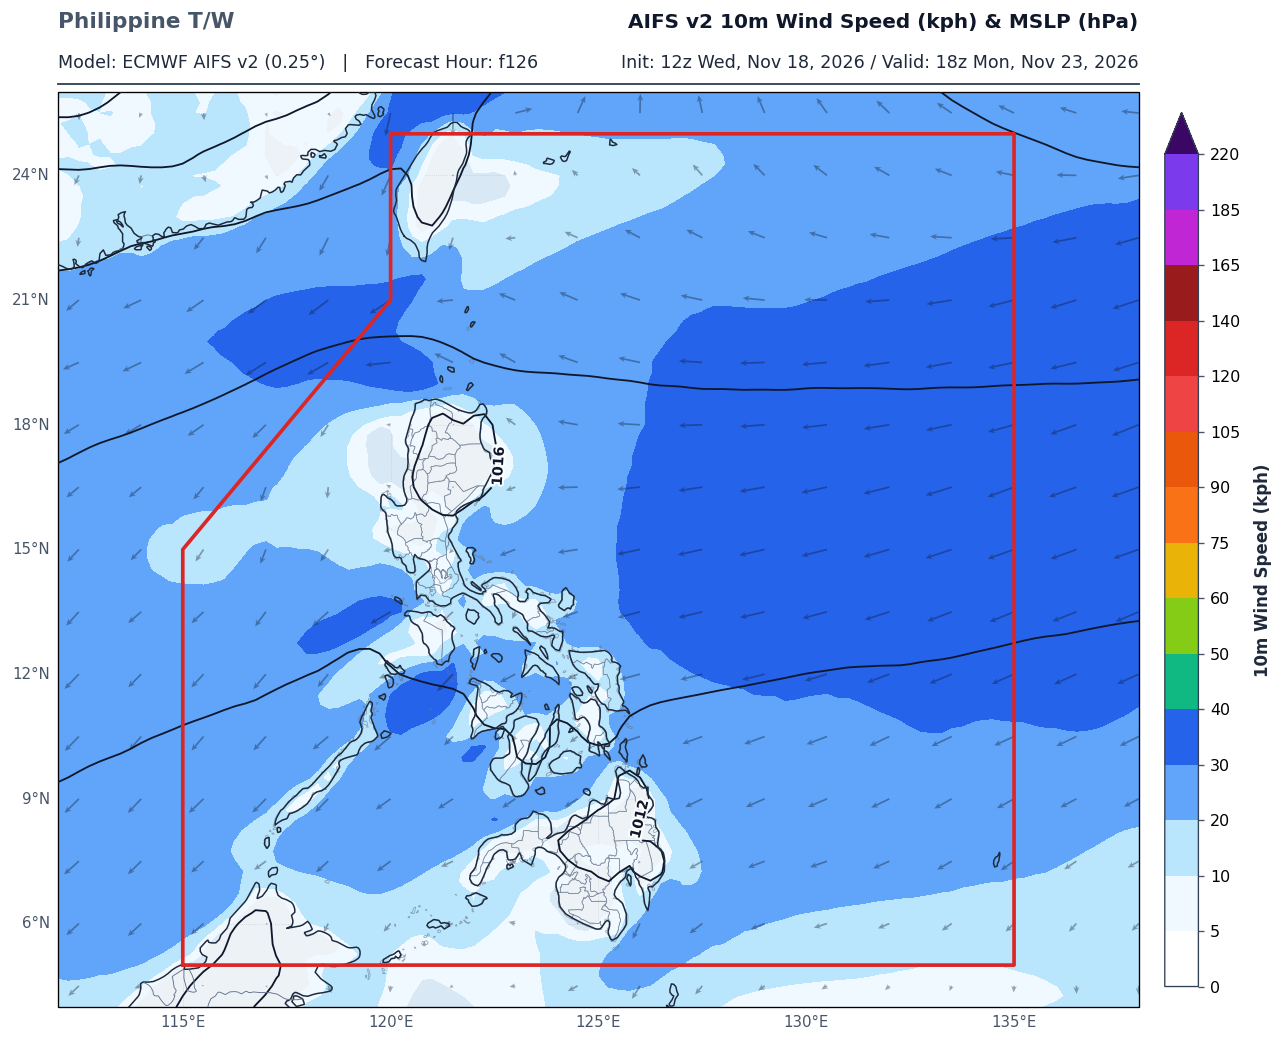 Philippine T/W
AIFS v2 10m Wind Speed (kph) & MSLP (hPa)
Model: ECMWF AIFS v2 (0.25°) | Forecast Hour: f126
Init: 12z Wed, Nov 18, 2026 / Valid: 18z Mon, Nov 23, 2026
24°N
21°N
18°N
15°N
12°N
9°N
6°N
115°E
120°E
125°E
130°E
135°E
1016
1012
220
185
165
140
120
105
90
75
60
50
40
30
20
10
5
0
10m Wind Speed (kph)